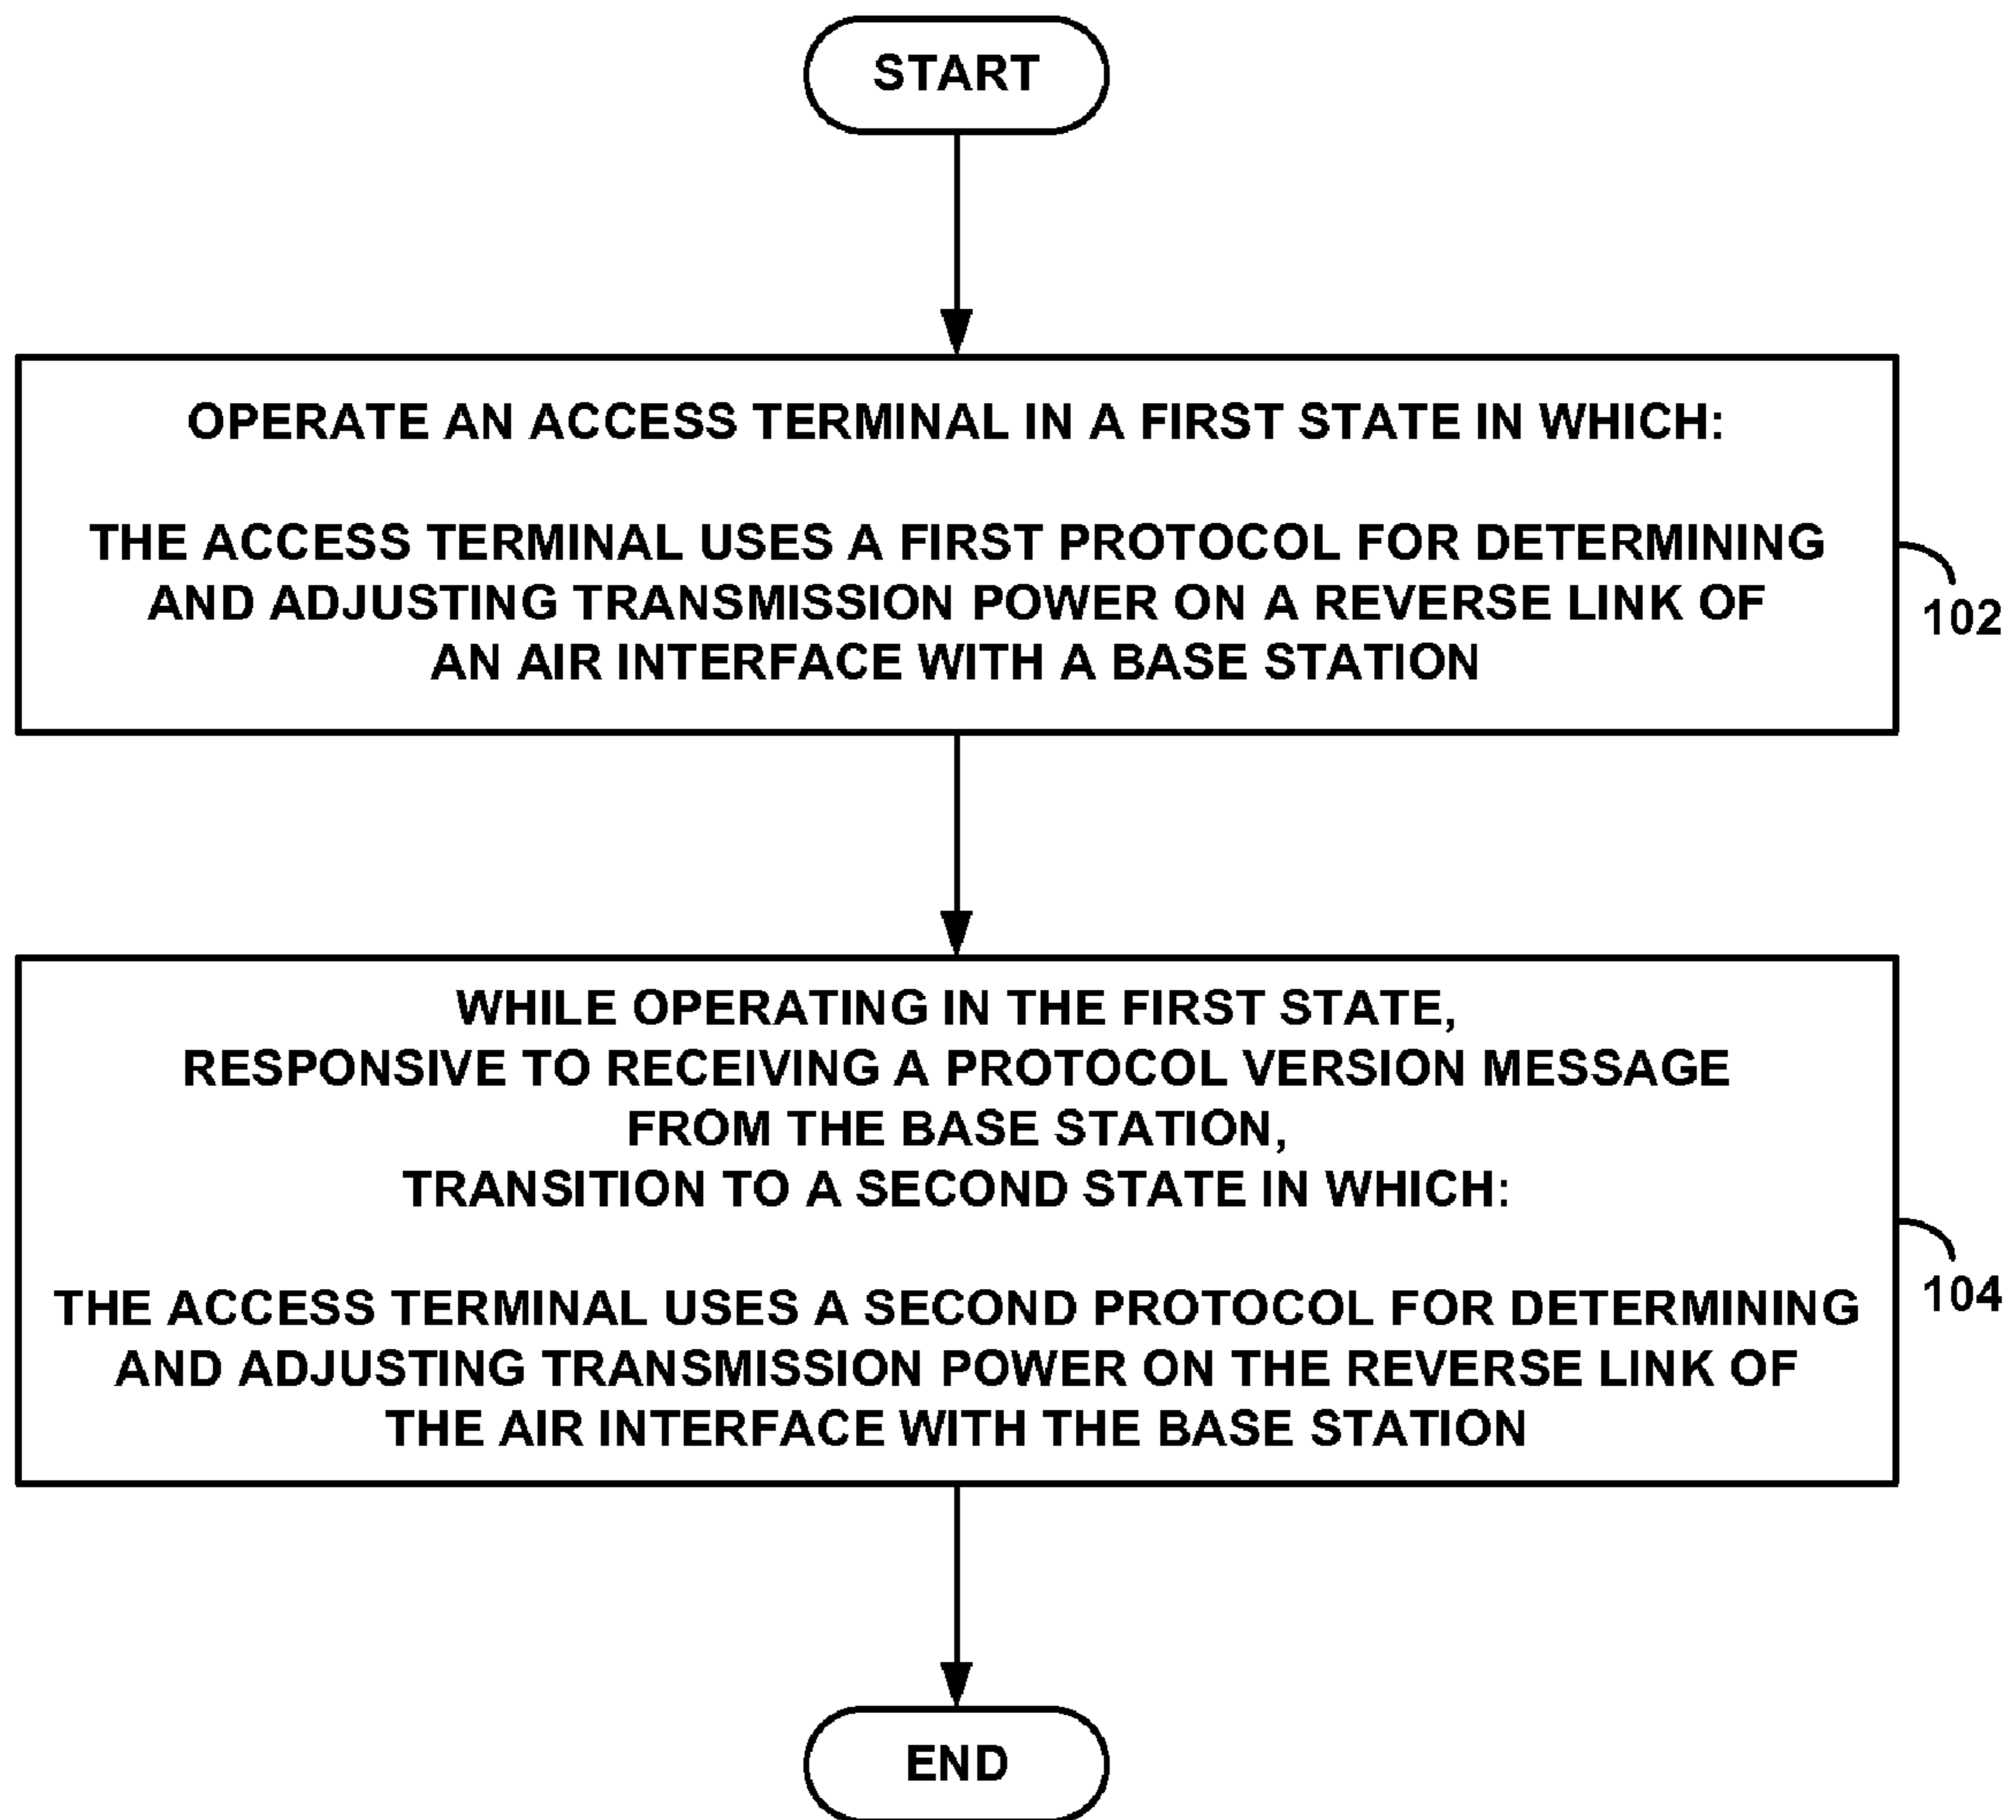 START
OPERATE AN ACCESS TERMINAL IN A FIRST STATE IN WHICH:
THE ACCESS TERMINAL USES A FIRST PROTOCOL FOR DETERMINING
AND ADJUSTING TRANSMISSION POWER ON A REVERSE LINK OF
AN AIR INTERFACE WITH A BASE STATION
102
WHILE OPERATING IN THE FIRST STATE,
RESPONSIVE TO RECEIVING A PROTOCOL VERSION MESSAGE
FROM THE BASE STATION,
TRANSITION TO A SECOND STATE IN WHICH:
THE ACCESS TERMINAL USES A SECOND PROTOCOL FOR DETERMINING
AND ADJUSTING TRANSMISSION POWER ON THE REVERSE LINK OF
THE AIR INTERFACE WITH THE BASE STATION
104
END